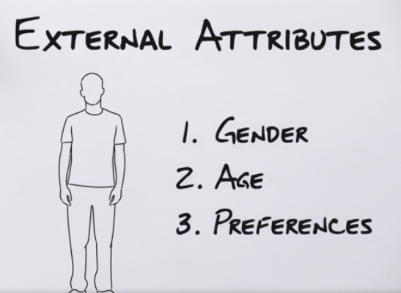 EXTERNAL ATTRIBUTES
1. GENDER
2. AGE
3. PREFERENCES